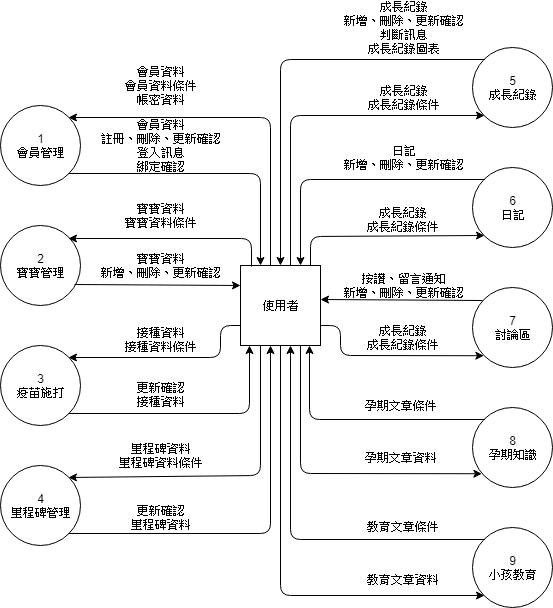 會員資料
會員資料條件
帳密資料
1
會員管理
會員資料
註冊、刪除、更新確認
登入訊息
綁定確認
寶寶資料
寶寶資料條件
2
寶寶管理
寶寶資料
新增、刪除、更新確認
接種資料
接種資料條件
3
疫苗施打
更新確認
接種資料
里程碑資料
里程碑資料條件
4
里程碑管理
更新確認
里程碑資料
使用者
成長紀錄
新增、刪除、更新確認
判斷訊息
成長紀錄圖表
5
成長紀錄
成長紀錄
成長紀錄條件
日記
新增、刪除、更新確認
6
日記
成長紀錄
成長紀錄條件
按讚、留言通知
新增、刪除、更新確認
7
討論區
成長紀錄
成長紀錄條件
孕期文章條件
8
孕期知識
孕期文章資料
教育文章條件
9
小孩教育
教育文章資料